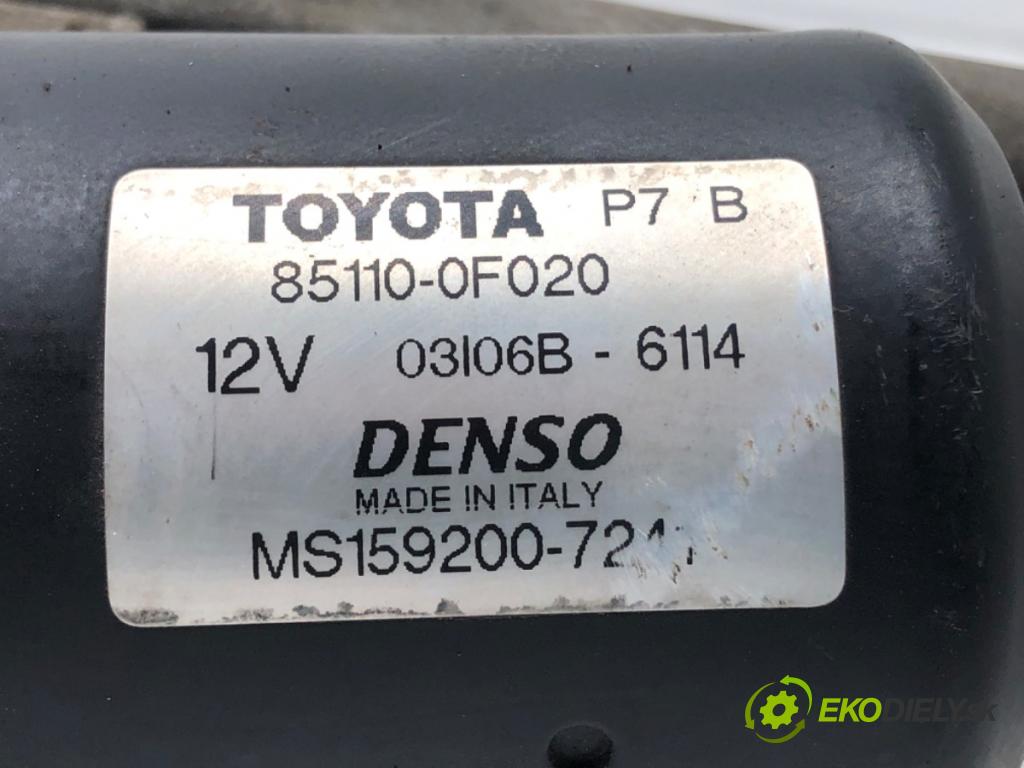 TOYOTA P7 B
85110-0F020
12V 03I06B - 6114
DENSO
MADE IN ITALY
EKODIELY.sk